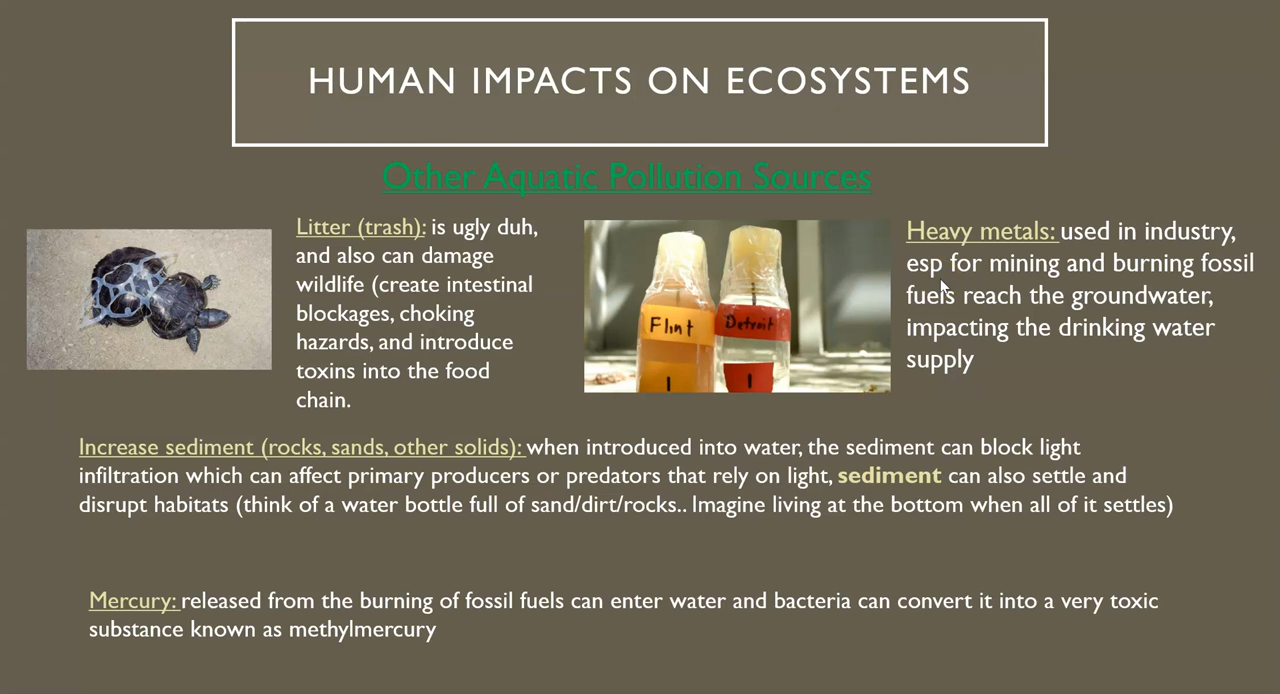 HUMAN IMPACTS ON ECOSYSTEMS
Other Aquatic Pollution Sources
Litter (trash): is ugly duh,
and also can damage
wildlife (create intestinal
blockages, choking
hazards, and introduce
toxins into the food
chain.
Flint
1
Detroit
1
Heavy metals: used in industry,
esp for mining and burning fossil
fuels reach the groundwater,
impacting the drinking water
supply
Increase sediment (rocks, sands, other solids): when introduced into water, the sediment can block light
infiltration which can affect primary producers or predators that rely on light, sediment can also settle and
disrupt habitats (think of a water bottle full of sand/dirt/rocks.. Imagine living at the bottom when all of it settles)
Mercury: released from the burning of fossil fuels can enter water and bacteria can convert it into a very toxic
substance known as methylmercury